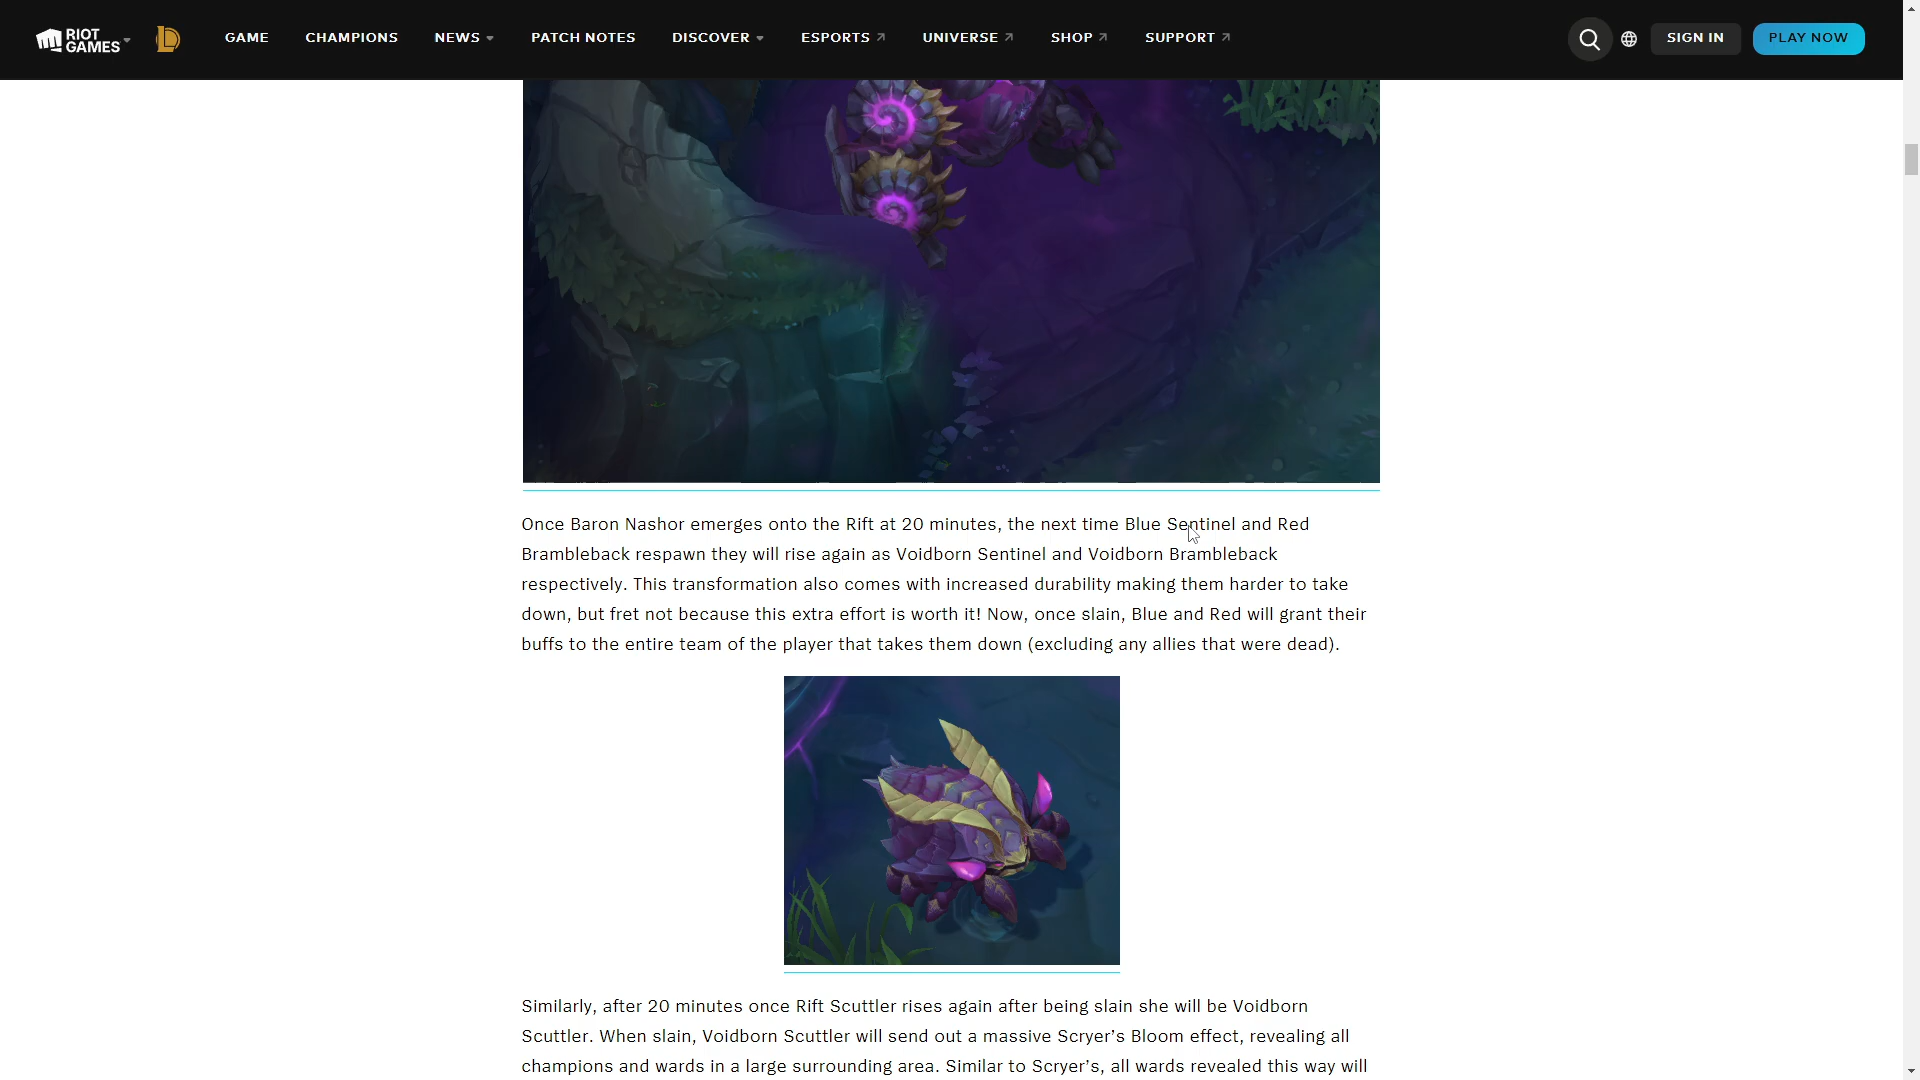 RIOT GAMES GAME CHAMPIONS NEWS PATCH NOTES DISCOVER ESPORTS UNIVERSE SHOP SUPPORT SIGN IN PLAY NOW
Once Baron Nashor emerges onto the Rift at 20 minutes, the next time Blue Sentinel and Red
Brambleback respawn they will rise again as Voidborn Sentinel and Voidborn Brambleback
respectively. This transformation also comes with increased durability making them harder to take
down, but fret not because this extra effort is worth it! Now, once slain, Blue and Red will grant their
buffs to the entire team of the player that takes them down (excluding any allies that were dead).
Similarly, after 20 minutes once Rift Scuttler rises again after being slain she will be Voidborn
Scuttler. When slain, Voidborn Scuttler will send out a massive Scryer’s Bloom effect, revealing all
champions and wards in a large surrounding area. Similar to Scryer’s, all wards revealed this way will